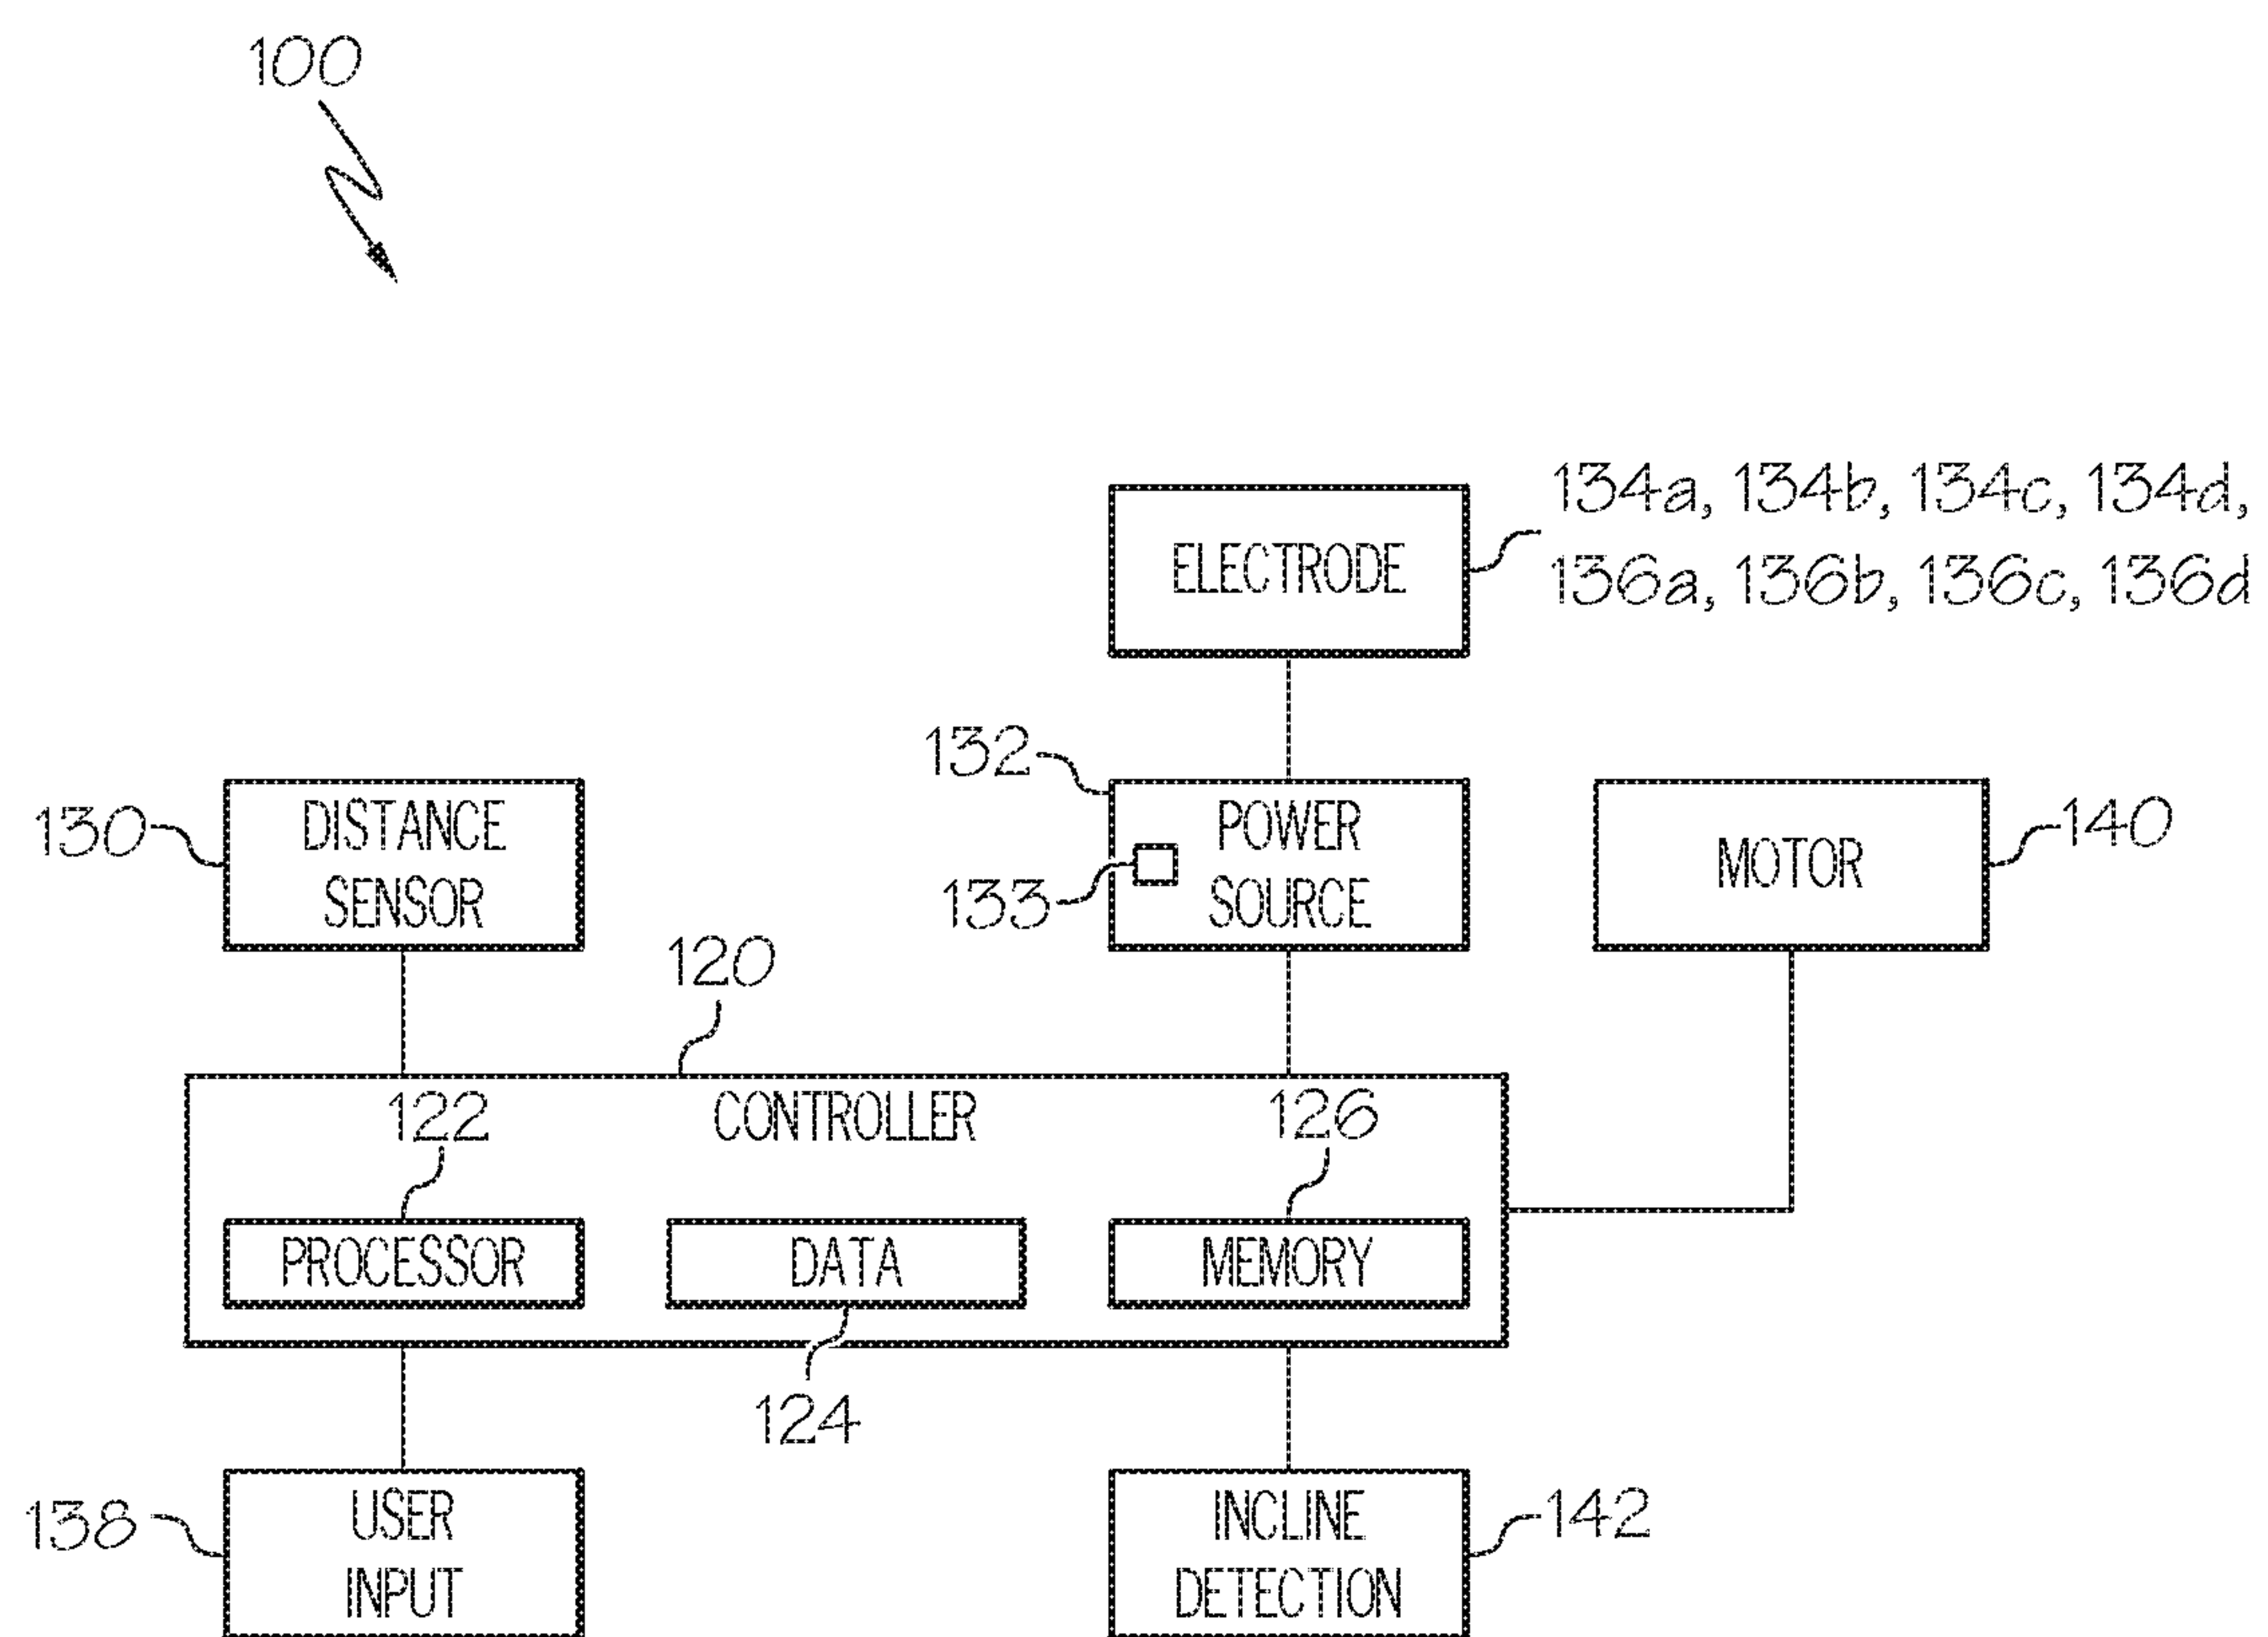 100
134a, 134b, 134c, 134d,
ELECTRODE
136a, 136b, 136c, 136d
132
130
DISTANCE
SENSOR
POWER
SOURCE
133
MOTOR
140
120
CONTROLLER
122
126
PROCESSOR
DATA
MEMORY
124
138
USER
INPUT
INCLINE
DETECTION
142